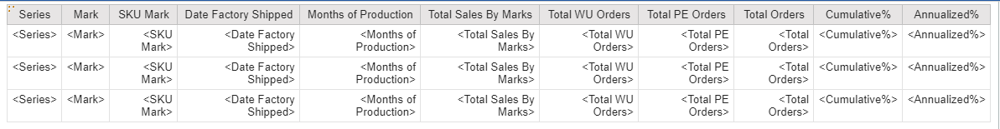 Series Mark SKU Mark Date Factory Shipped Months of Production Total Sales By Marks Total WU Orders Total PE Orders Total Orders Cumulative% Annualized%
<Series> <Mark> <SKU <Date Factory <Months of <Total Sales By <Total WU <Total PE <Total <Cumulative%> <Annualized%>
Mark> Shipped> Production> Marks> Orders> Orders> Orders>
<Series> <Mark> <SKU <Date Factory <Months of <Total Sales By <Total WU <Total PE <Total <Cumulative%> <Annualized%>
Mark> Shipped> Production> Marks> Orders> Orders> Orders>
<Series> <Mark> <SKU <Date Factory <Months of <Total Sales By <Total WU <Total PE <Total <Cumulative%> <Annualized%>
Mark> Shipped> Production> Marks> Orders> Orders> Orders>